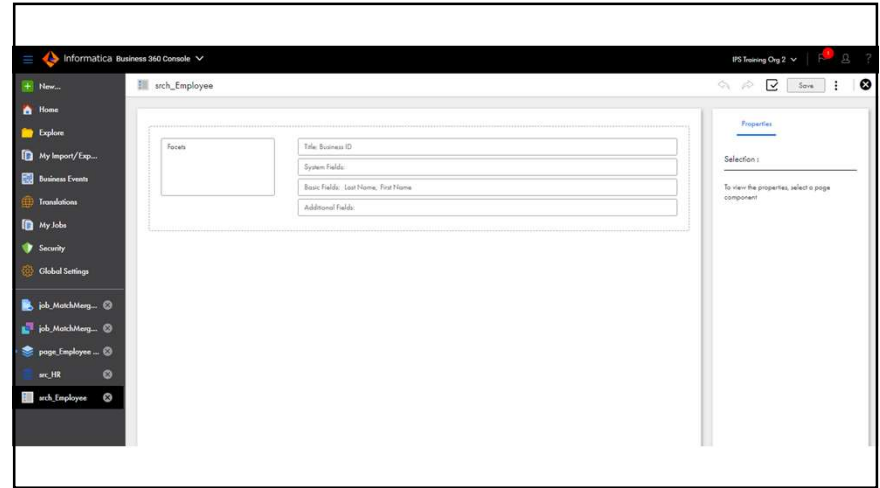 Informatica Business 360 Console
IPS Training Org 2
?
New...
Home
Explore
My Import/Exp...
Business Events
Translations
My Jobs
Security
Global Settings
job_MatchMerg...
job_MatchMerg...
page_Employee ...
src_HR
srch_Employee
srch_Employee
Save
Facets
Title: Business ID
System Fields:
Basic Fields: Last Name, First Name
Additional Fields:
Properties
Selection :
To view the properties, select a page
component